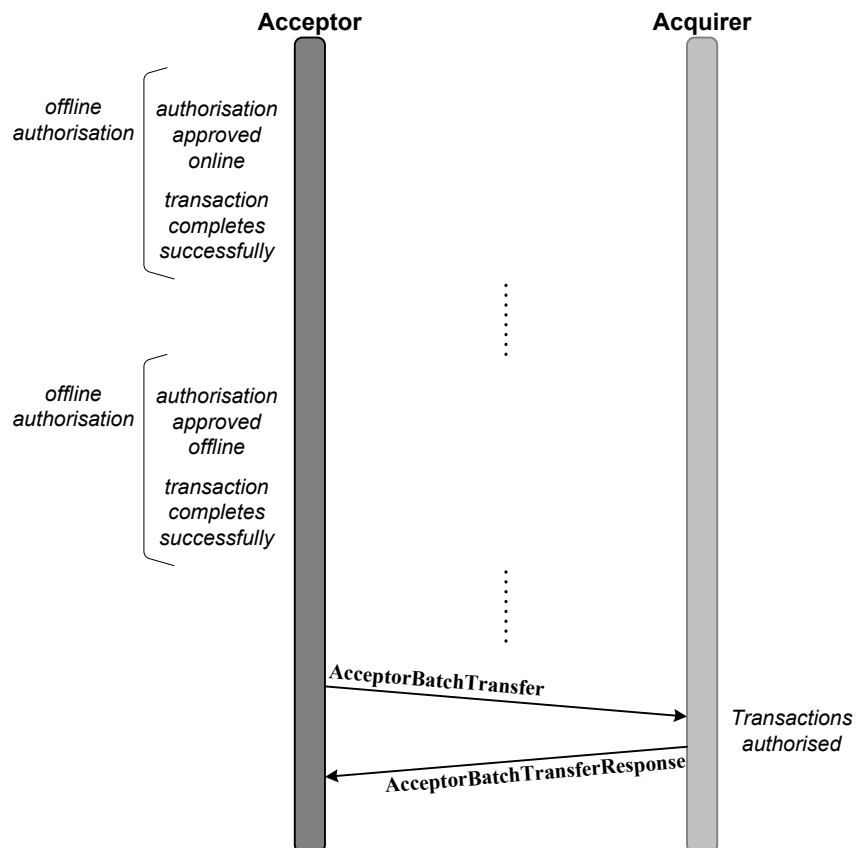 Acceptor
Acquirer
offline
authorisation
authorisation
approved
online
transaction
completes
successfully
offline
authorisation
authorisation
approved
offline
transaction
completes
successfully
AcceptorBatchTransfer
Transactions
authorised
AcceptorBatchTransferResponse